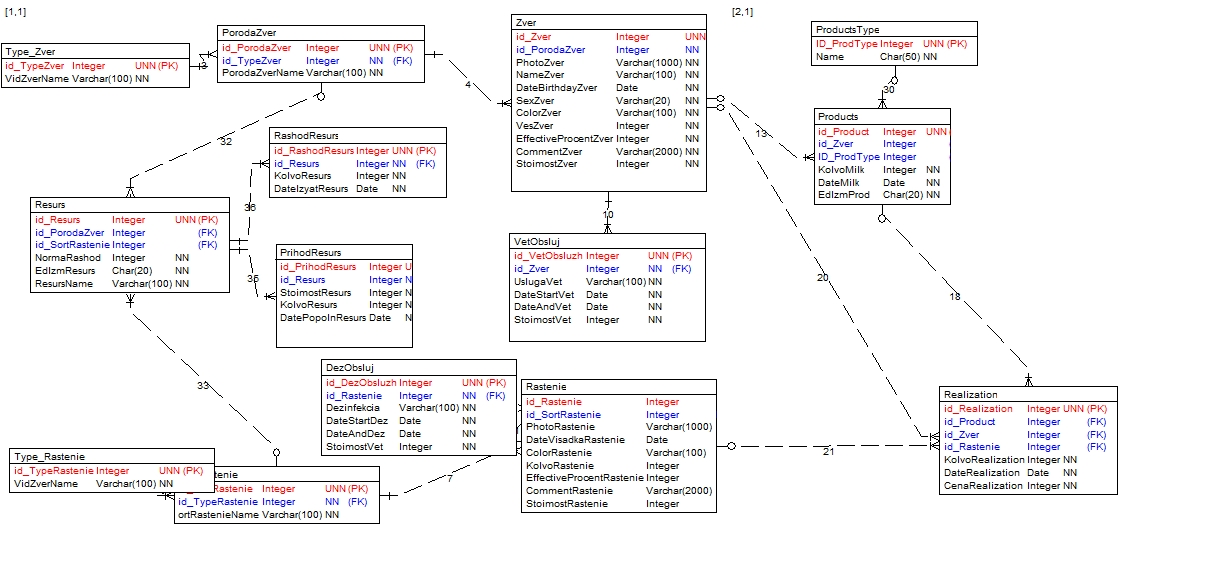 [1,1]
[2,1]
Type_Zver
id_TypeZver Integer UNN (PK)
VidZverName Varchar(100) NN
3
PorodaZver
id_PorodaZver Integer UNN (PK)
id_TypeZver Integer NN (FK)
PorodaZverName Varchar(100) NN
4
Zver
id_Zver Integer UNN
id_PorodaZver Integer NN
PhotoZver Varchar(1000) NN
NameZver Varchar(100) NN
DateBirthdayZver Date NN
SexZver Varchar(20) NN
ColorZver Varchar(100) NN
VesZver Integer NN
EffectiveProcentZver Integer NN
CommentZver Varchar(2000) NN
StoimostZver Integer NN
ProductsType
ID_ProdType Integer UNN (PK)
Name Char(50) NN
30
Products
id_Product Integer UNN
id_Zver Integer
ID_ProdType Integer
KolvoMilk Integer NN
DateMilk Date NN
EdIzmProd Char(20) NN
13
32
RashodResurs
id_RashodResurs Integer UNN (PK)
id_Resurs Integer NN (FK)
KolvoResurs Integer NN
DateIzyatResurs Date NN
36
Resurs
id_Resurs Integer UNN (PK)
id_PorodaZver Integer (FK)
id_SortRastenie Integer (FK)
NormaRashod Integer NN
EdIzmResurs Char(20) NN
ResursName Varchar(100) NN
PrihodResurs
id_PrihodResurs Integer U
id_Resurs Integer N
StoimostResurs Integer N
KolvoResurs Integer N
DatePopolnResurs Date N
35
10
VetObsluj
id_VetObsluzh Integer UNN (PK)
id_Zver Integer NN (FK)
UslugaVet Varchar(100) NN
DateStartVet Date NN
DateAndVet Date NN
StoimostVet Integer NN
20
18
33
DezObsluj
id_DezObsluzh Integer UNN (PK)
id_Rastenie Integer NN (FK)
Dezinfekcia Varchar(100) NN
DateStartDez Date NN
DateAndDez Date NN
StoimostVet Integer NN
Rastenie
id_Rastenie Integer
id_SortRastenie Integer
PhotoRastenie Varchar(1000)
DateVisadkaRastenie Date
ColorRastenie Varchar(100)
KolvoRastenie Integer
EffectiveProcentRastenie Integer
CommentRastenie Varchar(2000)
StoimostRastenie Integer
21
Realization
id_Realization Integer UNN (PK)
id_Product Integer (FK)
id_Zver Integer (FK)
id_Rastenie Integer (FK)
KolvoRealization Integer NN
DateRealization Date NN
CenaRealization Integer NN
Type_Rastenie
id_TypeRastenie Integer UNN (PK)
VidZverName Varchar(100) NN
tenie
Rastenie Integer UNN (PK)
id_TypeRastenie Integer NN (FK)
ortRastenieName Varchar(100) NN
7